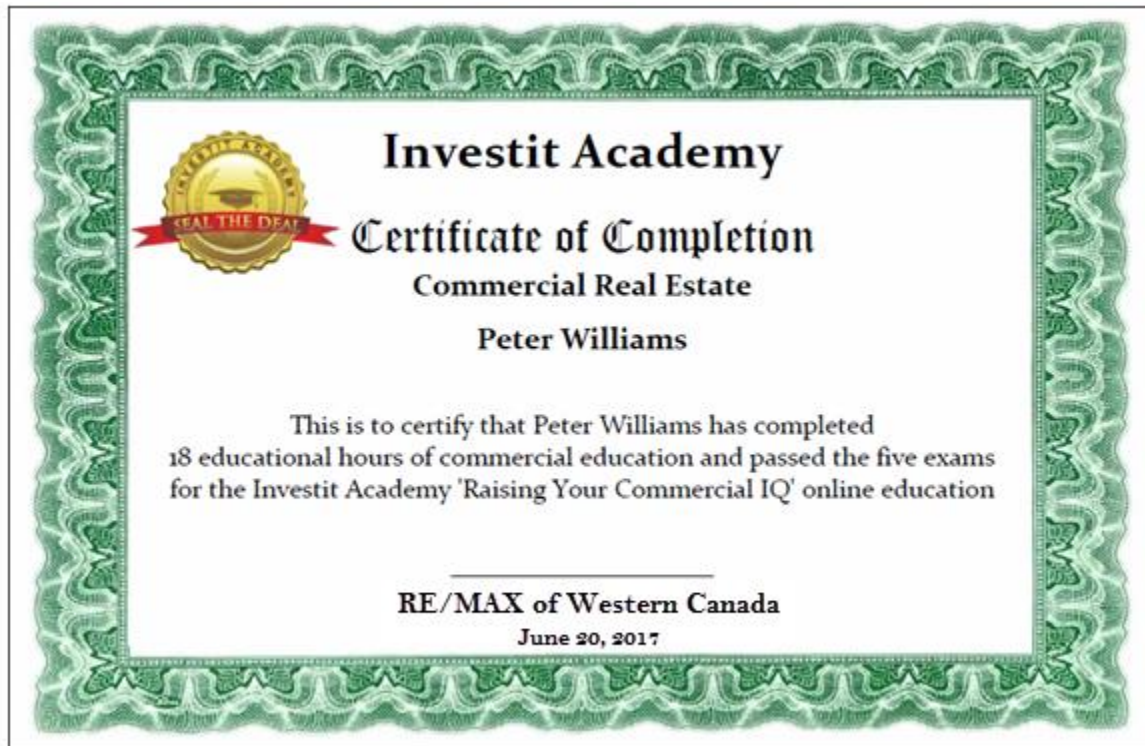 Investit Academy
INVESTIT ACADEMY
SEAL THE DEAL
Certificate of Completion
Commercial Real Estate
Peter Williams
This is to certify that Peter Williams has completed
18 educational hours of commercial education and passed the five exams
for the Investit Academy 'Raising Your Commercial IQ' online education
RE/MAX of Western Canada
June 20, 2017